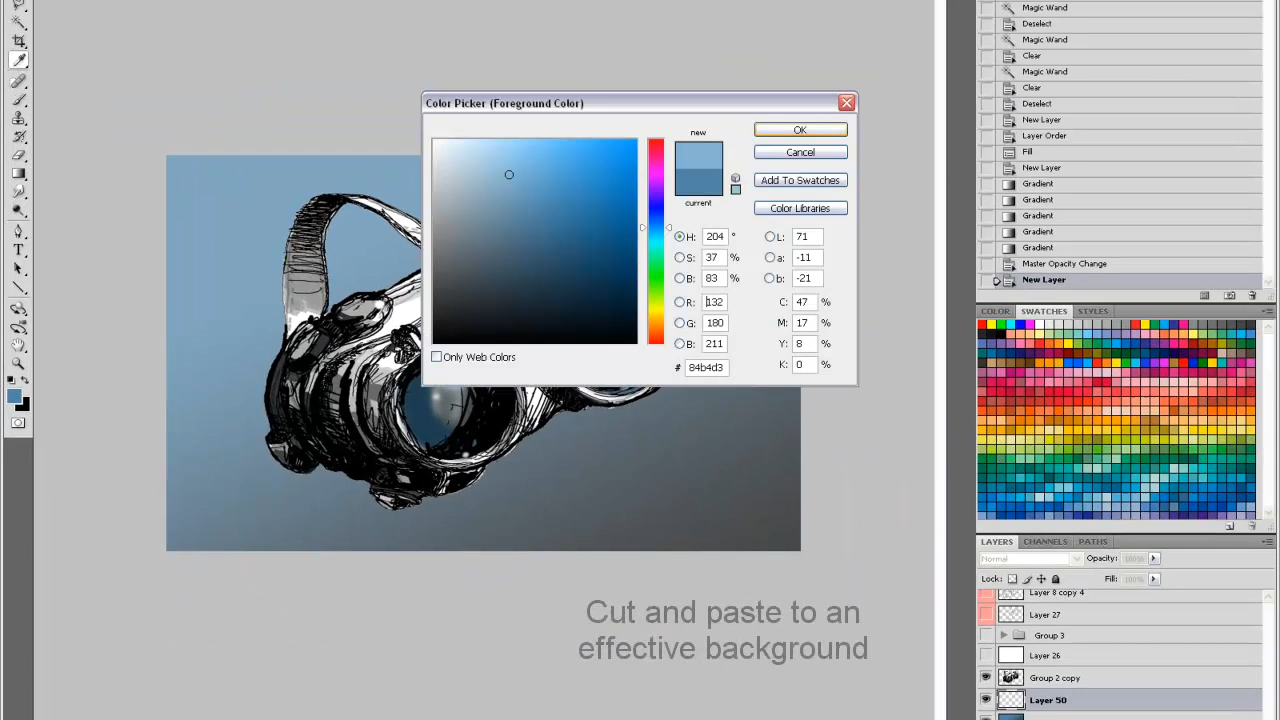 Magic Wand
Deselect
Magic Wand
Clear
Magic Wand
Clear
Deselect
New Layer
Layer Order
Fill
New Layer
Gradient
Gradient
Gradient
Gradient
Gradient
Master Opacity Change
New Layer
Color Picker (Foreground Color)
new
current
OK
Cancel
Add To Swatches
Color Libraries
H: 204 °
S: 37 %
B: 83 %
R: 132
G: 180
B: 211
# 84b4d3
L: 71
a: -11
b: -21
C: 47 %
M: 17 %
Y: 8 %
K: 0 %
Only Web Colors
COLOR SWATCHES STYLES
LAYERS CHANNELS PATHS
Normal Opacity: 100%
Lock: Fill: 100%
Layer 8 copy 4
Layer 27
Group 3
Layer 26
Group 2 copy
Layer 50
Cut and paste to an
effective background
T